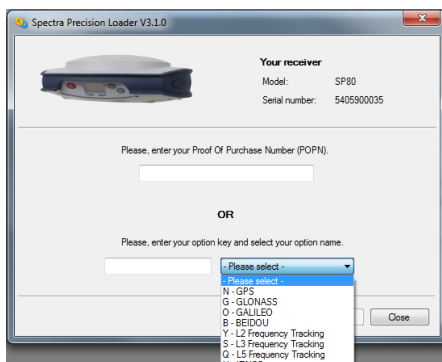 Spectra Precision Loader V3.1.0
Your receiver
Model: SP80
Serial number: 5405900035
Please, enter your Proof Of Purchase Number (POPN).
OR
Please, enter your option key and select your option name.
- Please select -
- Please select -
N - GPS
G - GLONASS
O - GALILEO
B - BEIDOU
Y - L2 Frequency Tracking
S - L3 Frequency Tracking
Q - L5 Frequency Tracking
Close